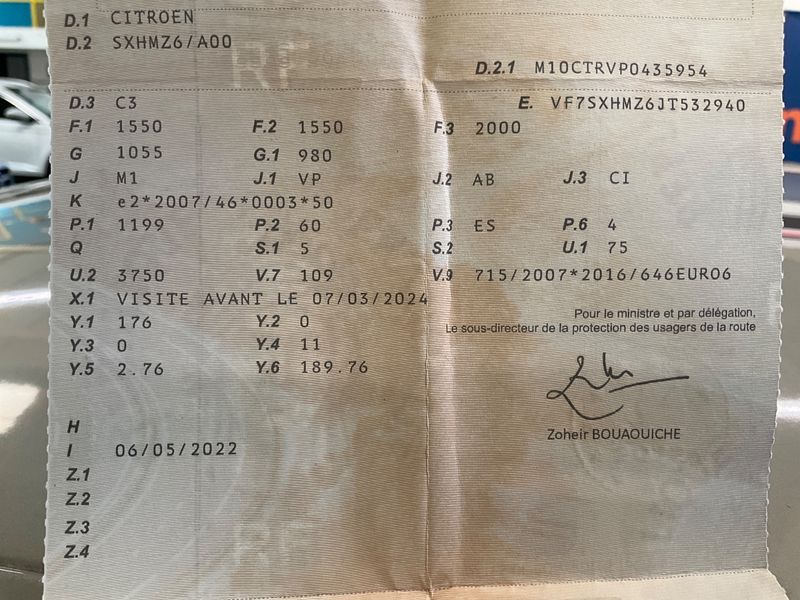 D.1 CITROEN
D.2 SXHMZ6/A00
D.2.1 M10CTRVP0435954
D.3 C3 E. VF7SXHMZ6JT532940
F.1 1550 F.2 1550 F.3 2000
G 1055 G.1 980
J M1 J.1 VP J.2 AB J.3 CI
K e2*2007/46*0003*50
P.1 1199 P.2 60 P.3 ES P.6 4
Q S.1 5 S.2 U.1 75
U.2 3750 V.7 109 V.9 715/2007*2016/646EURO6
X.1 VISITE AVANT LE 07/03/2024
Y.1 176 Y.2 0
Y.3 0 Y.4 11
Y.5 2.76 Y.6 189.76
Pour le ministre et par délégation,
Le sous-directeur de la protection des usagers de la route
Zoheir BOUAOUICHE
H
I 06/05/2022
Z.1
Z.2
Z.3
Z.4
RF
RF